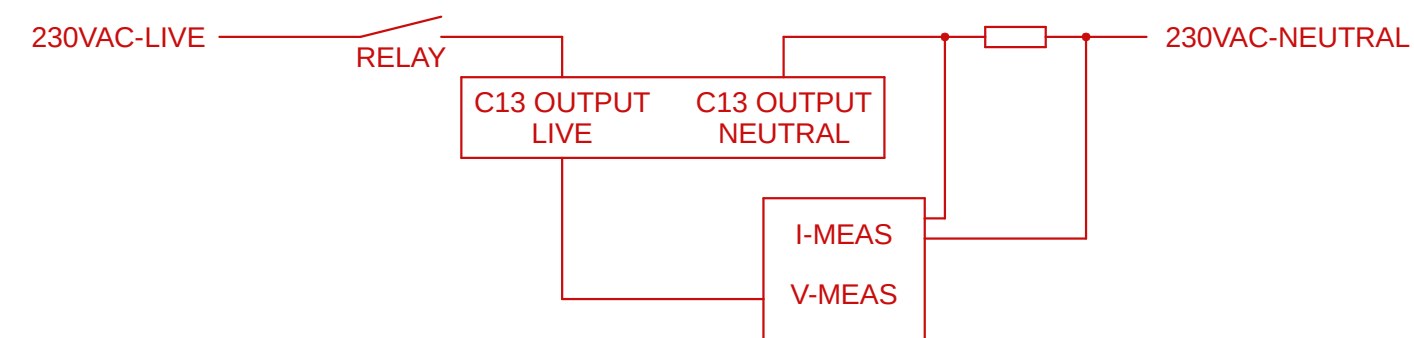 230VAC-LIVE
RELAY
230VAC-NEUTRAL
C13 OUTPUT
LIVE
C13 OUTPUT
NEUTRAL
I-MEAS
V-MEAS